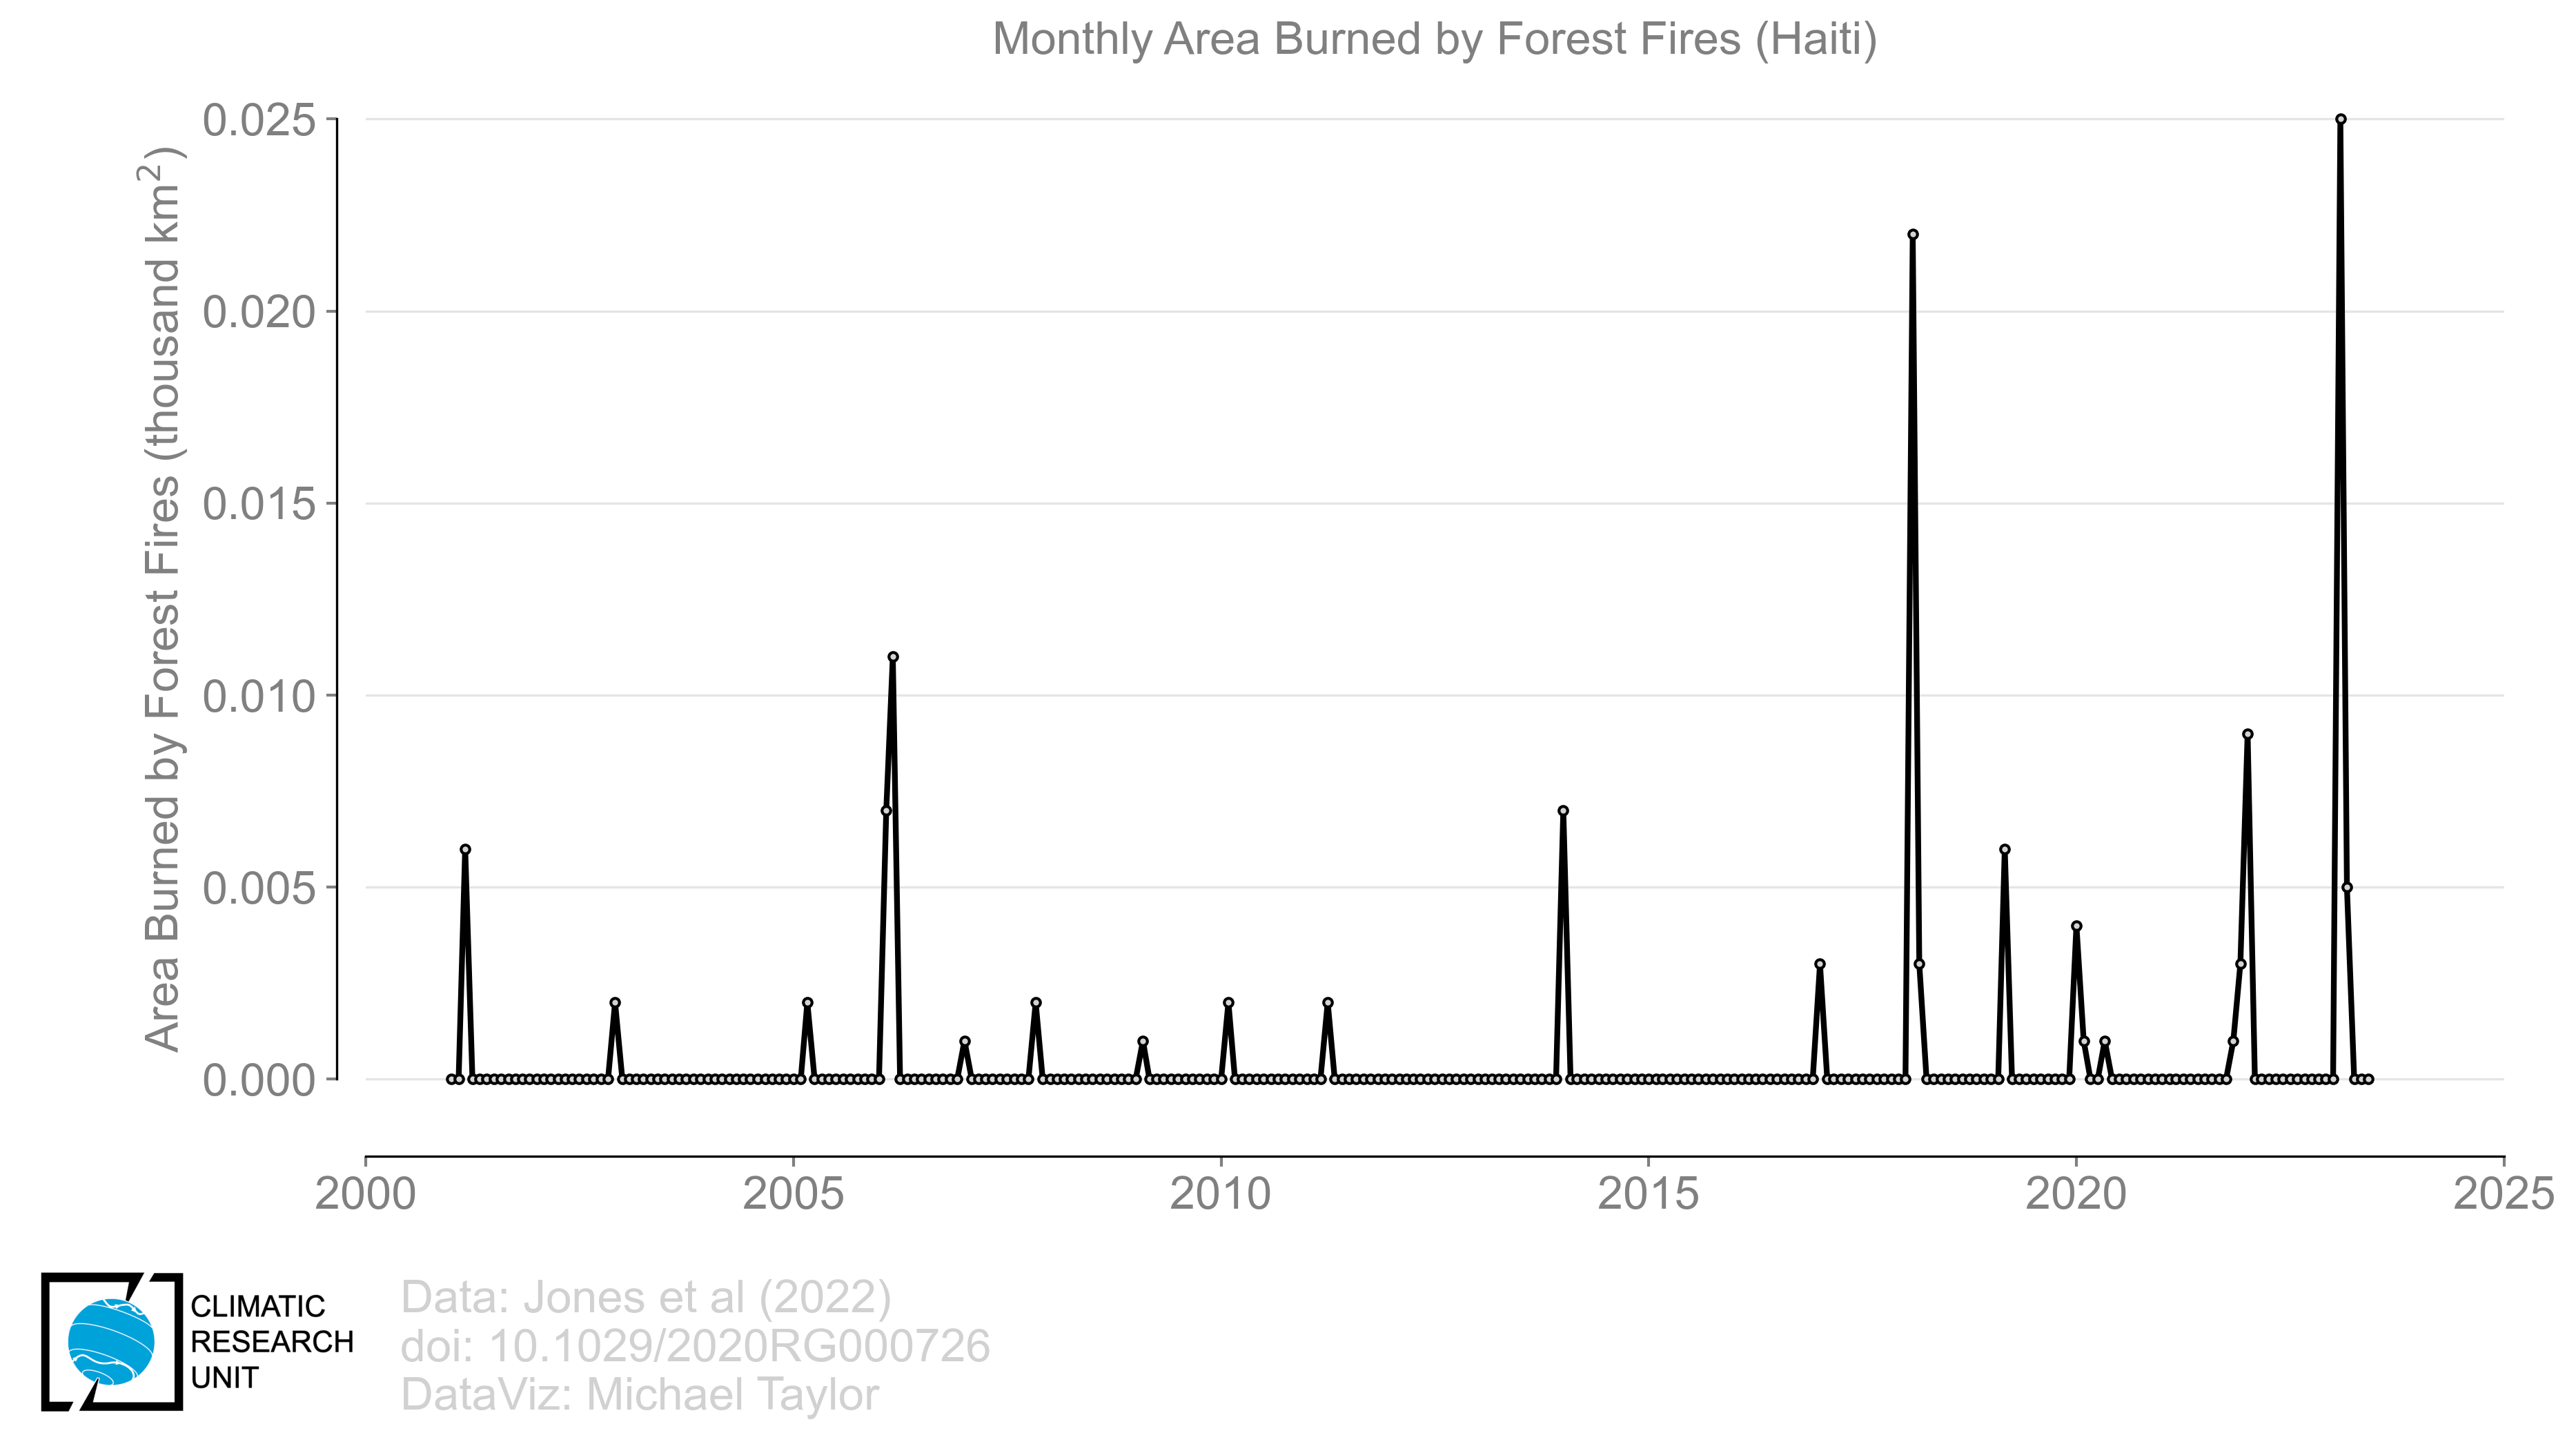 Monthly Area Burned by Forest Fires (Haiti)
Area Burned by Forest Fires (thousand km²)
0.025
0.020
0.015
0.010
0.005
0.000
2000
2005
2010
2015
2020
2025
CLIMATIC
RESEARCH
UNIT
Data: Jones et al (2022)
doi: 10.1029/2020RG000726
DataViz: Michael Taylor